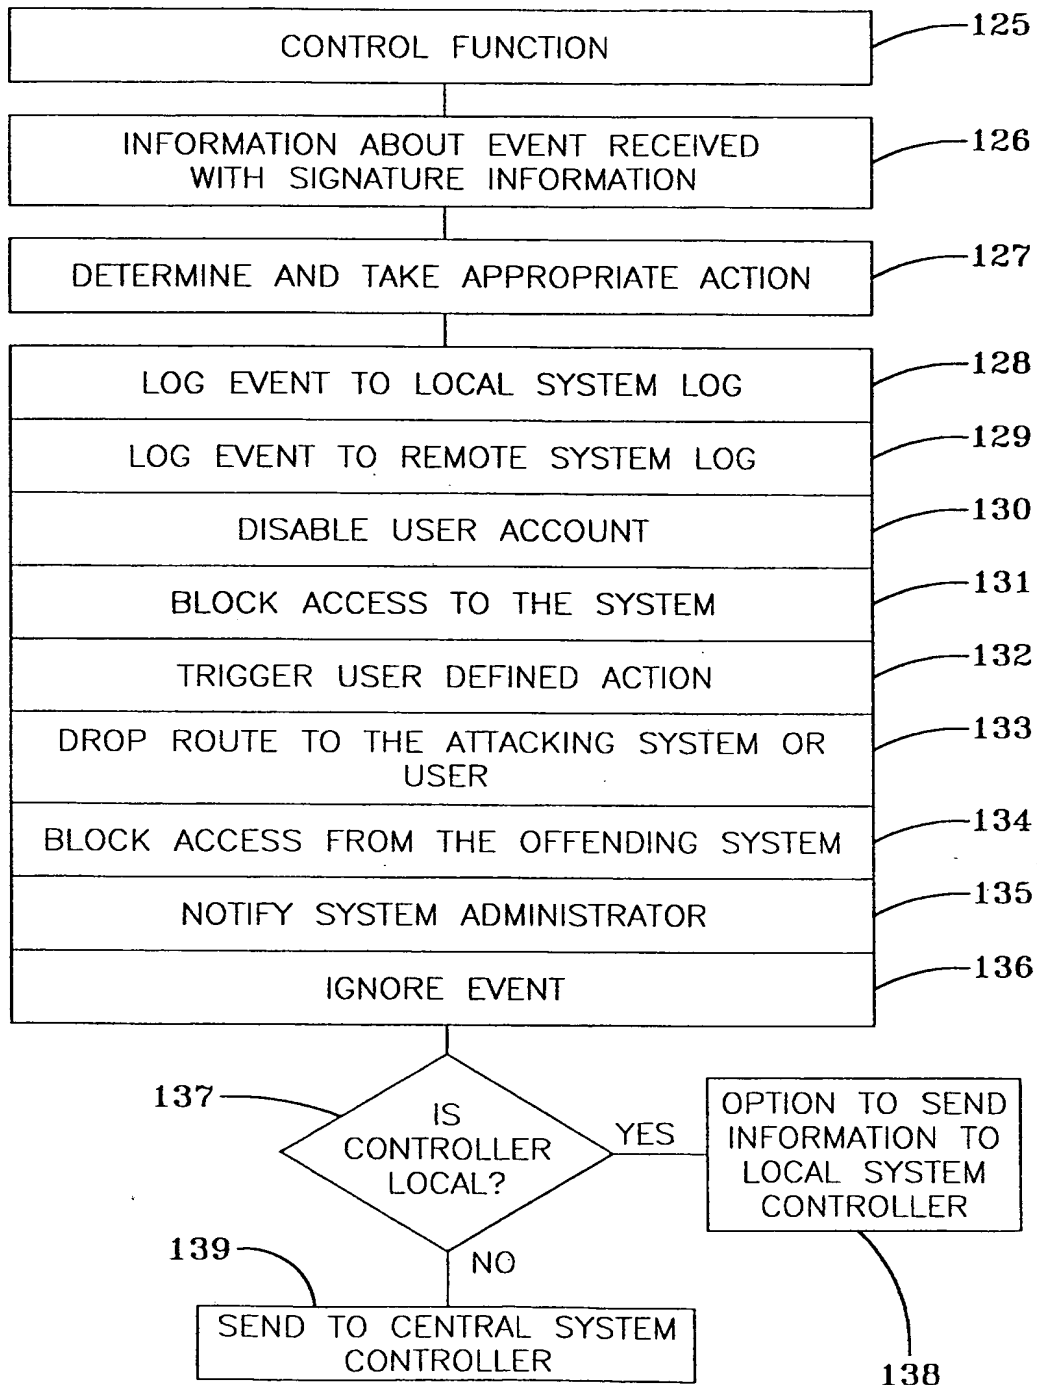 CONTROL FUNCTION
125
INFORMATION ABOUT EVENT RECEIVED
WITH SIGNATURE INFORMATION
126
DETERMINE AND TAKE APPROPRIATE ACTION
127
LOG EVENT TO LOCAL SYSTEM LOG
128
LOG EVENT TO REMOTE SYSTEM LOG
129
DISABLE USER ACCOUNT
130
BLOCK ACCESS TO THE SYSTEM
131
TRIGGER USER DEFINED ACTION
132
DROP ROUTE TO THE ATTACKING SYSTEM OR
USER
133
BLOCK ACCESS FROM THE OFFENDING SYSTEM
134
NOTIFY SYSTEM ADMINISTRATOR
135
IGNORE EVENT
136
137
IS
CONTROLLER
LOCAL?
YES
OPTION TO SEND
INFORMATION TO
LOCAL SYSTEM
CONTROLLER
138
NO
139
SEND TO CENTRAL SYSTEM
CONTROLLER